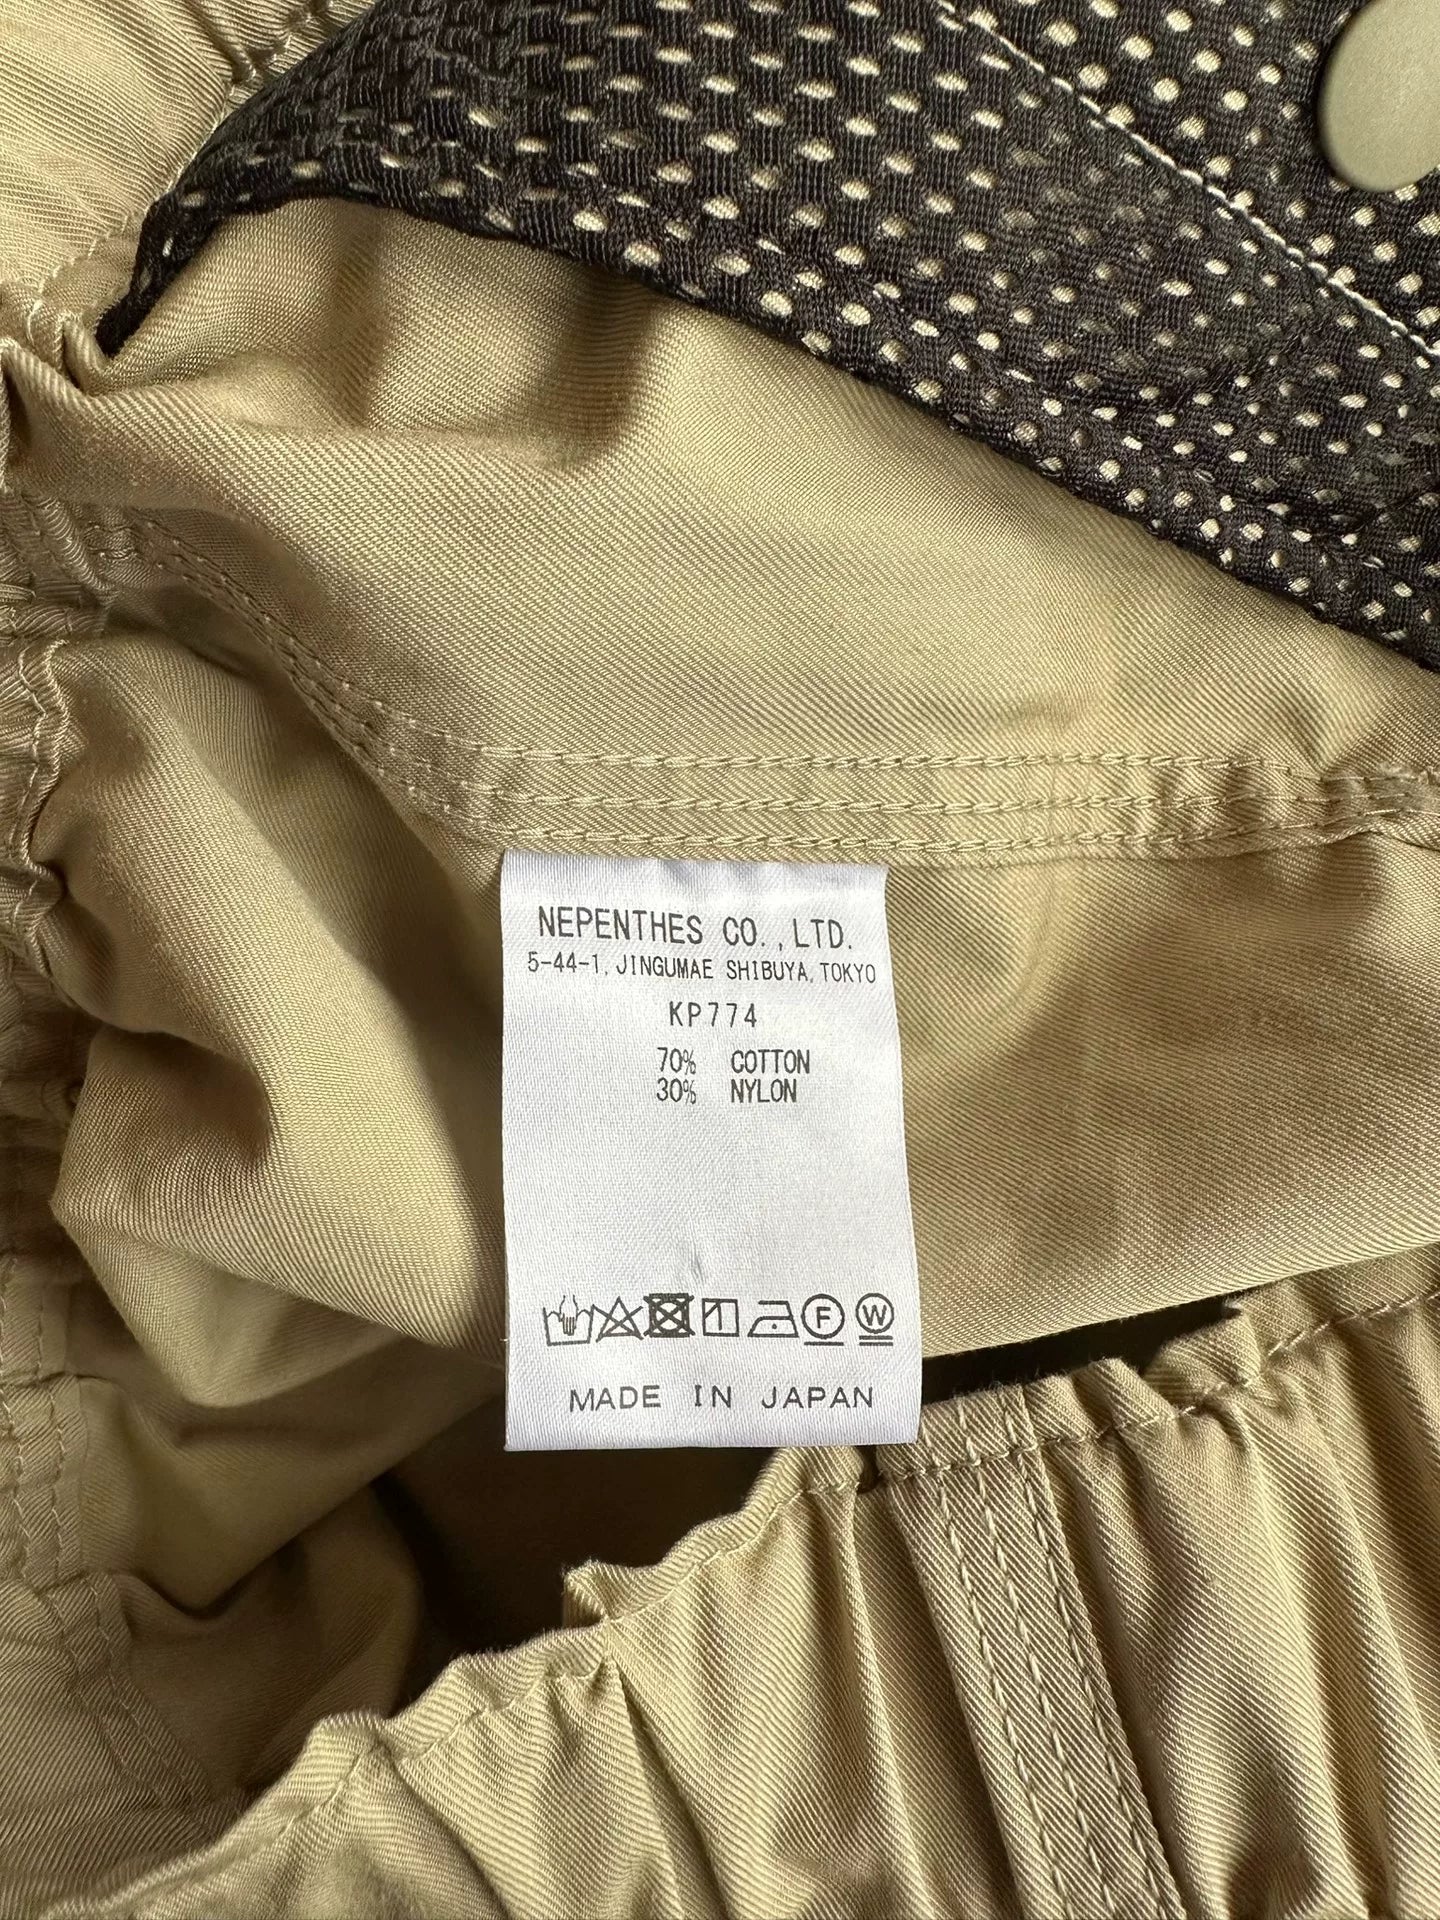 NEPENTHES CO.,LTD.
5-44-1, JINGUMAE SHIBUYA, TOKYO
KP774
70% COTTON
30% NYLON
F W
MADE IN JAPAN